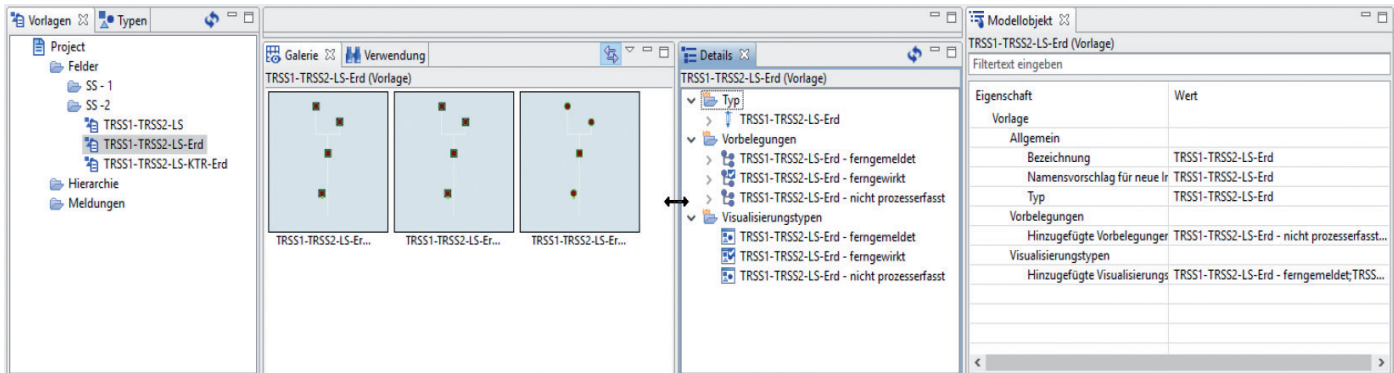 Vorlagen Typen
Project
Felder
SS - 1
SS -2
TRSS1-TRSS2-LS
TRSS1-TRSS2-LS-Erd
TRSS1-TRSS2-LS-KTR-Erd
Hierarchie
Meldungen
Galerie Verwendung
TRSS1-TRSS2-LS-Erd (Vorlage)
TRSS1-TRSS2-LS-Er... TRSS1-TRSS2-LS-Er... TRSS1-TRSS2-LS-Er...
Details
TRSS1-TRSS2-LS-Erd (Vorlage)
Typ
TRSS1-TRSS2-LS-Erd
Vorbelegungen
TRSS1-TRSS2-LS-Erd - ferngemeldet
TRSS1-TRSS2-LS-Erd - ferngewirkt
TRSS1-TRSS2-LS-Erd - nicht prozesserfasst
Visualisierungstypen
TRSS1-TRSS2-LS-Erd - ferngemeldet
TRSS1-TRSS2-LS-Erd - ferngewirkt
TRSS1-TRSS2-LS-Erd - nicht prozesserfasst
Modellobjekt
TRSS1-TRSS2-LS-Erd (Vorlage)
Filtertext eingeben
Eigenschaft Wert
Vorlage
Allgemein
Bezeichnung TRSS1-TRSS2-LS-Erd
Namensvorschlag für neue Ir TRSS1-TRSS2-LS-Erd
Typ TRSS1-TRSS2-LS-Erd
Vorbelegungen
Hinzugefügte Vorbelegunger TRSS1-TRSS2-LS-Erd - nicht prozesserfasst...
Visualisierungstypen
Hinzugefügte Visualisierungs TRSS1-TRSS2-LS-Erd - ferngemeldet;TRSS...